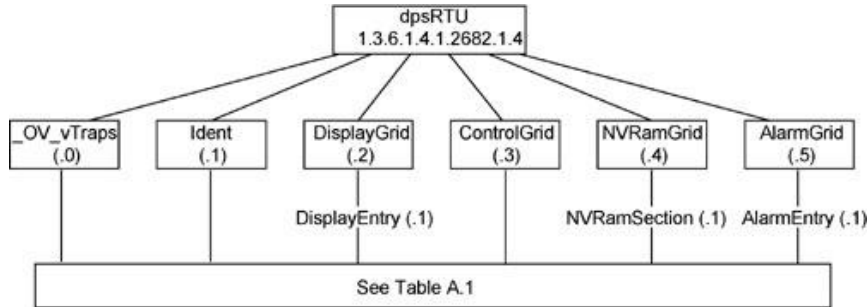 dpsRTU
1.3.6.1.4.1.2682.1.4
_OV_vTraps
(.0)
Ident
(.1)
DisplayGrid
(.2)
ControlGrid
(.3)
NVRamGrid
(.4)
AlarmGrid
(.5)
DisplayEntry (.1)
NVRamSection (.1)
AlarmEntry (.1)
See Table A.1